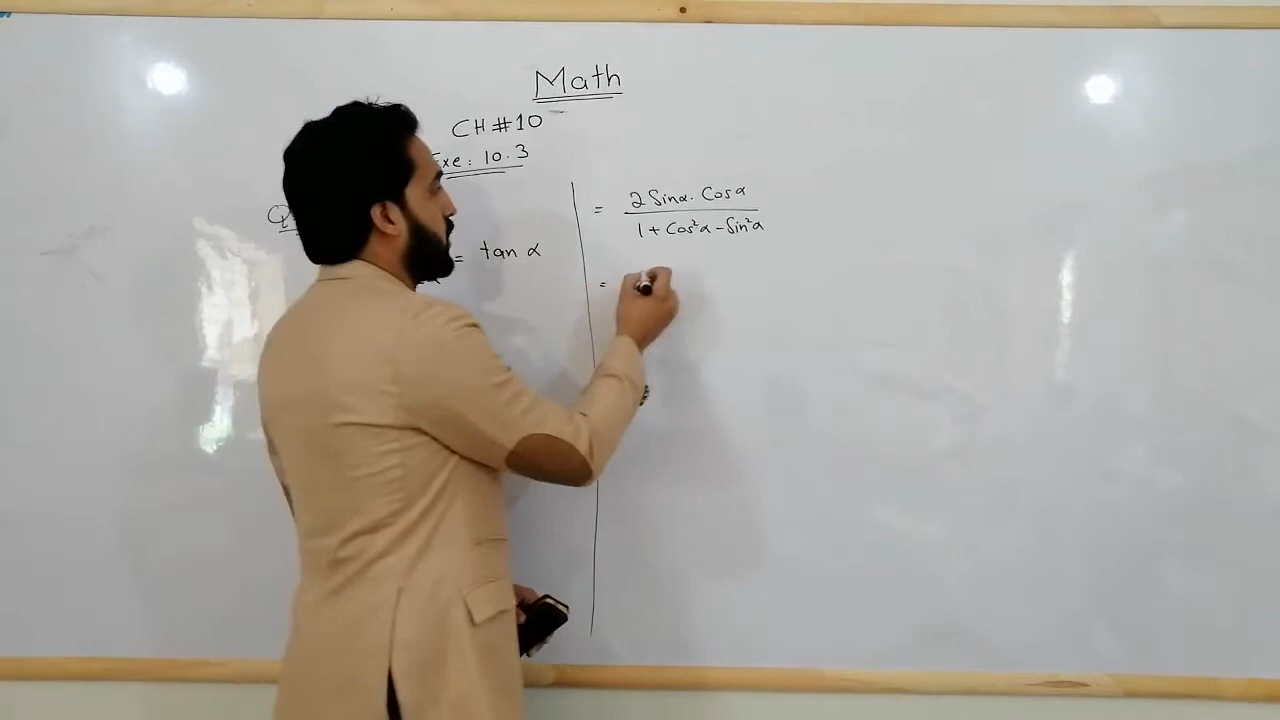 Math
CH#10
Exe: 10.3
Q
= tan α
= 2 Sinα. Cosα
1 + Cos²α - Sin²α
=